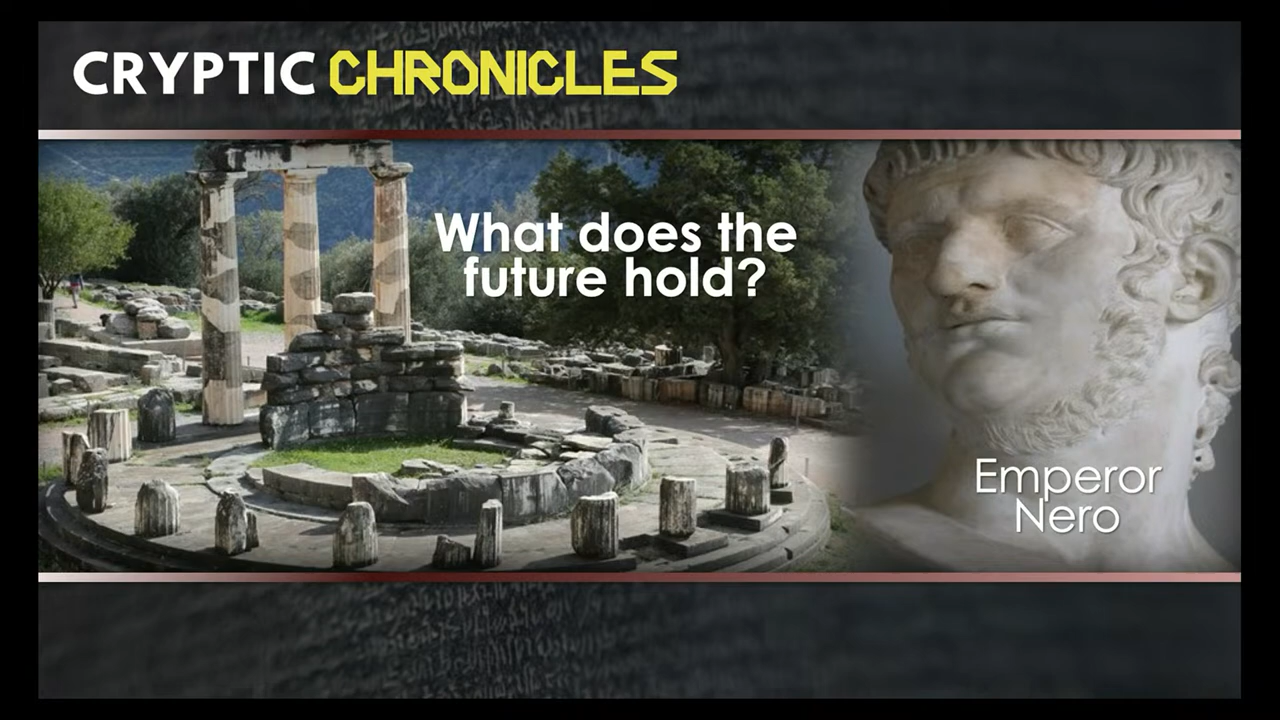 CRYPTIC CHRONICLES
What does the
future hold?
Emperor
Nero